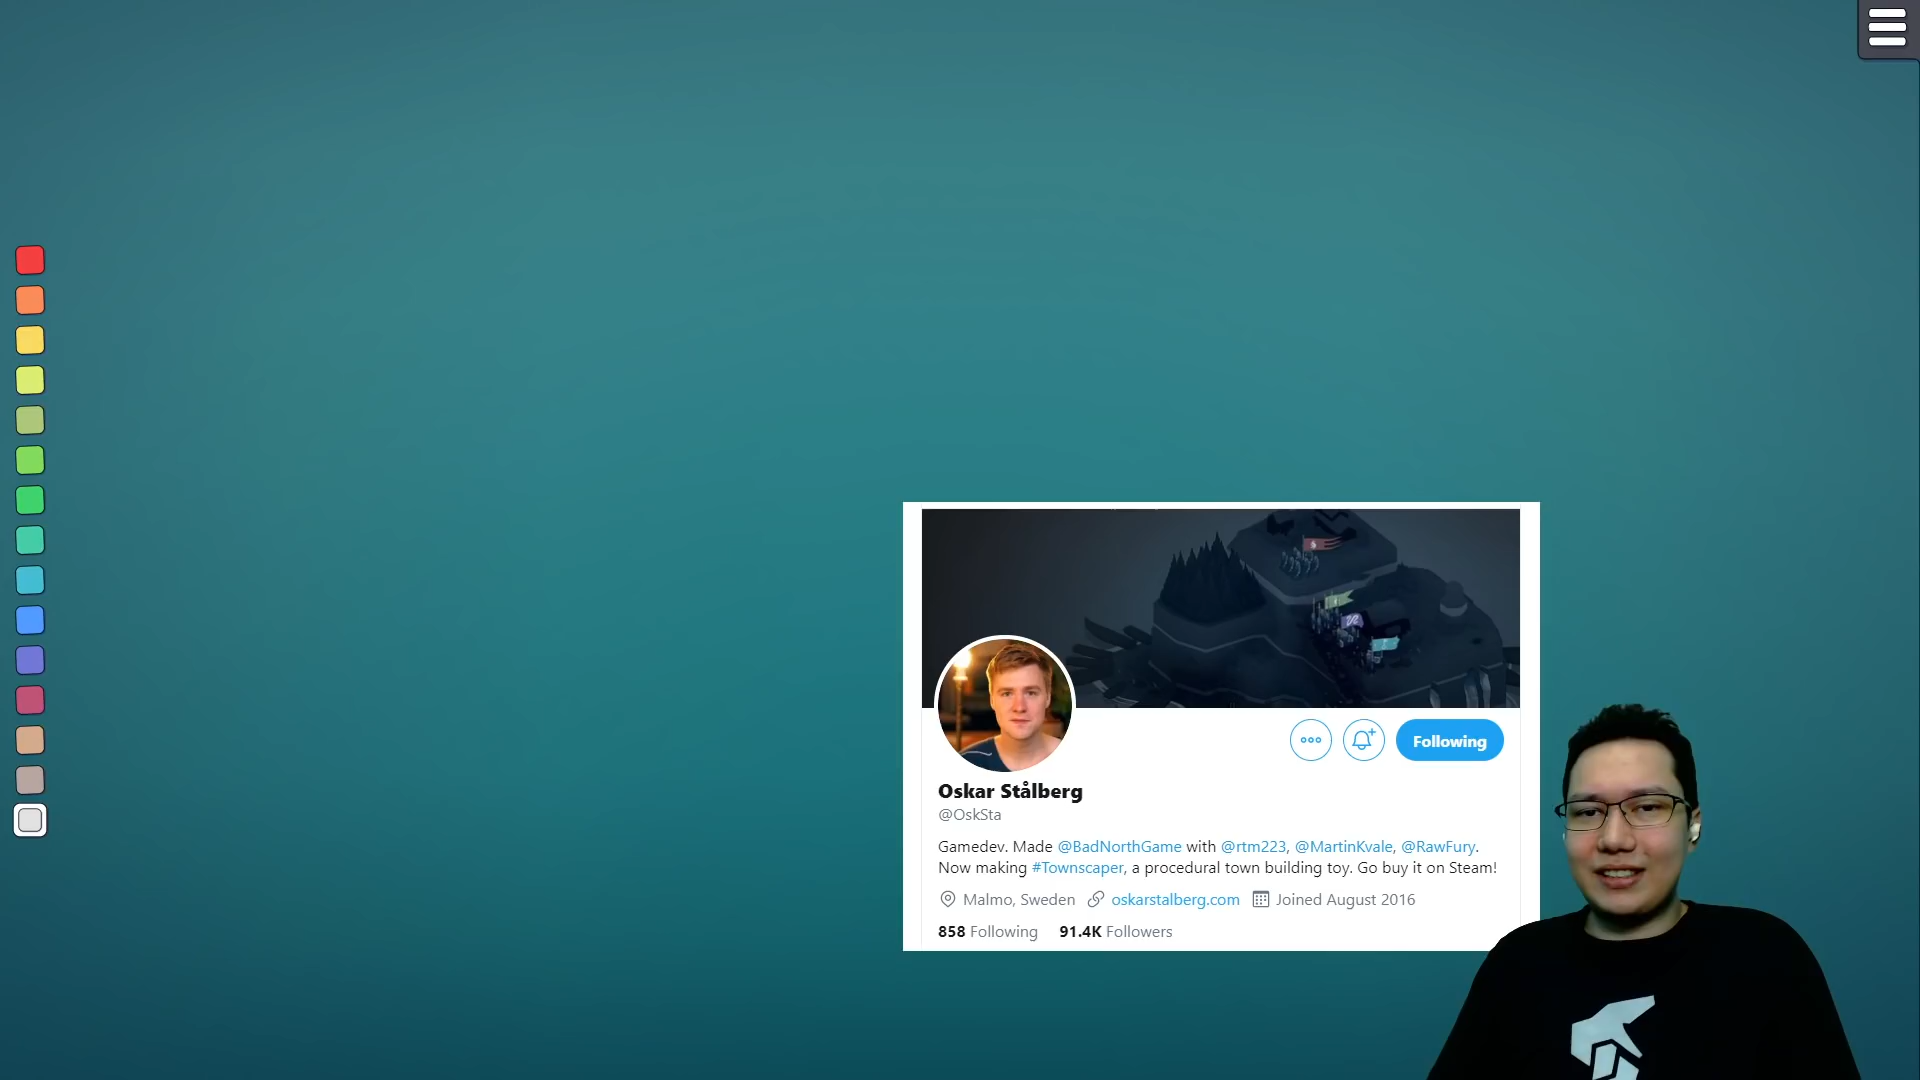 Following
Oskar Stålberg
@OskSta
Gamedev. Made @BadNorthGame with @rtm223, @MartinKvale, @RawFury.
Now making #Townscaper, a procedural town building toy. Go buy it on Steam!
Malmo, Sweden oskarstalberg.com Joined August 2016
858 Following 91.4K Followers